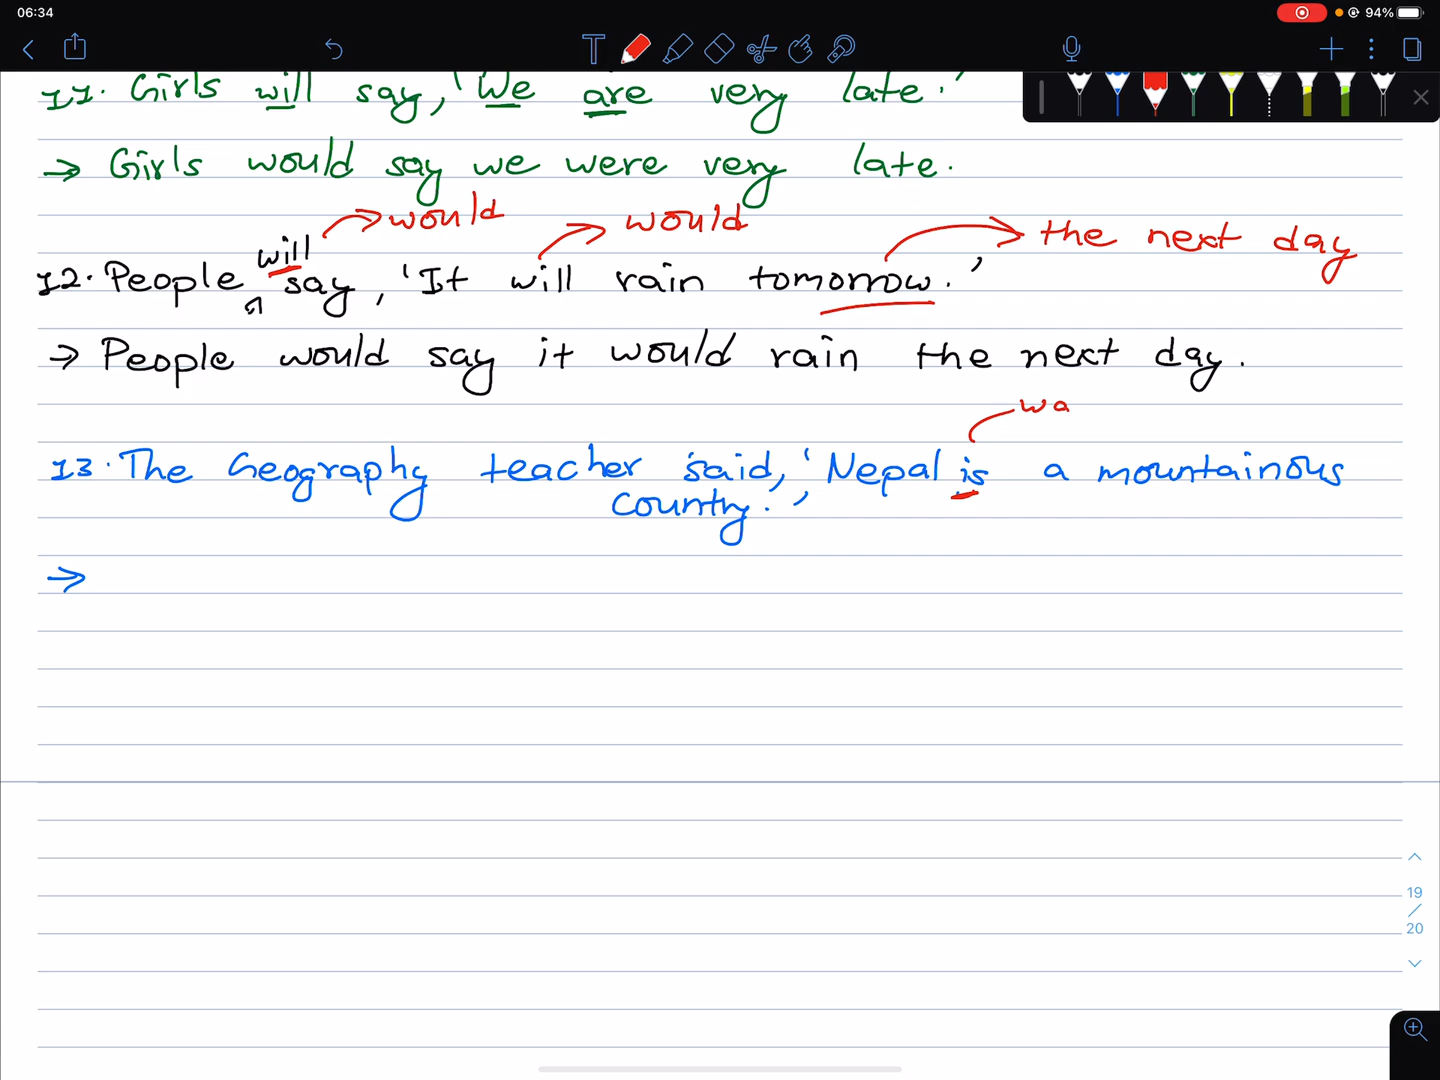 06:34
94%
11. Girls will say, 'We are very late.'
→ Girls would say we were very late.
would would
the next day
will
12. People say, 'It will rain tomorrow.'
→ People would say it would rain the next day.
wa
13. The Geography teacher said, 'Nepal is a mountainous
country.'
→
19
/
20